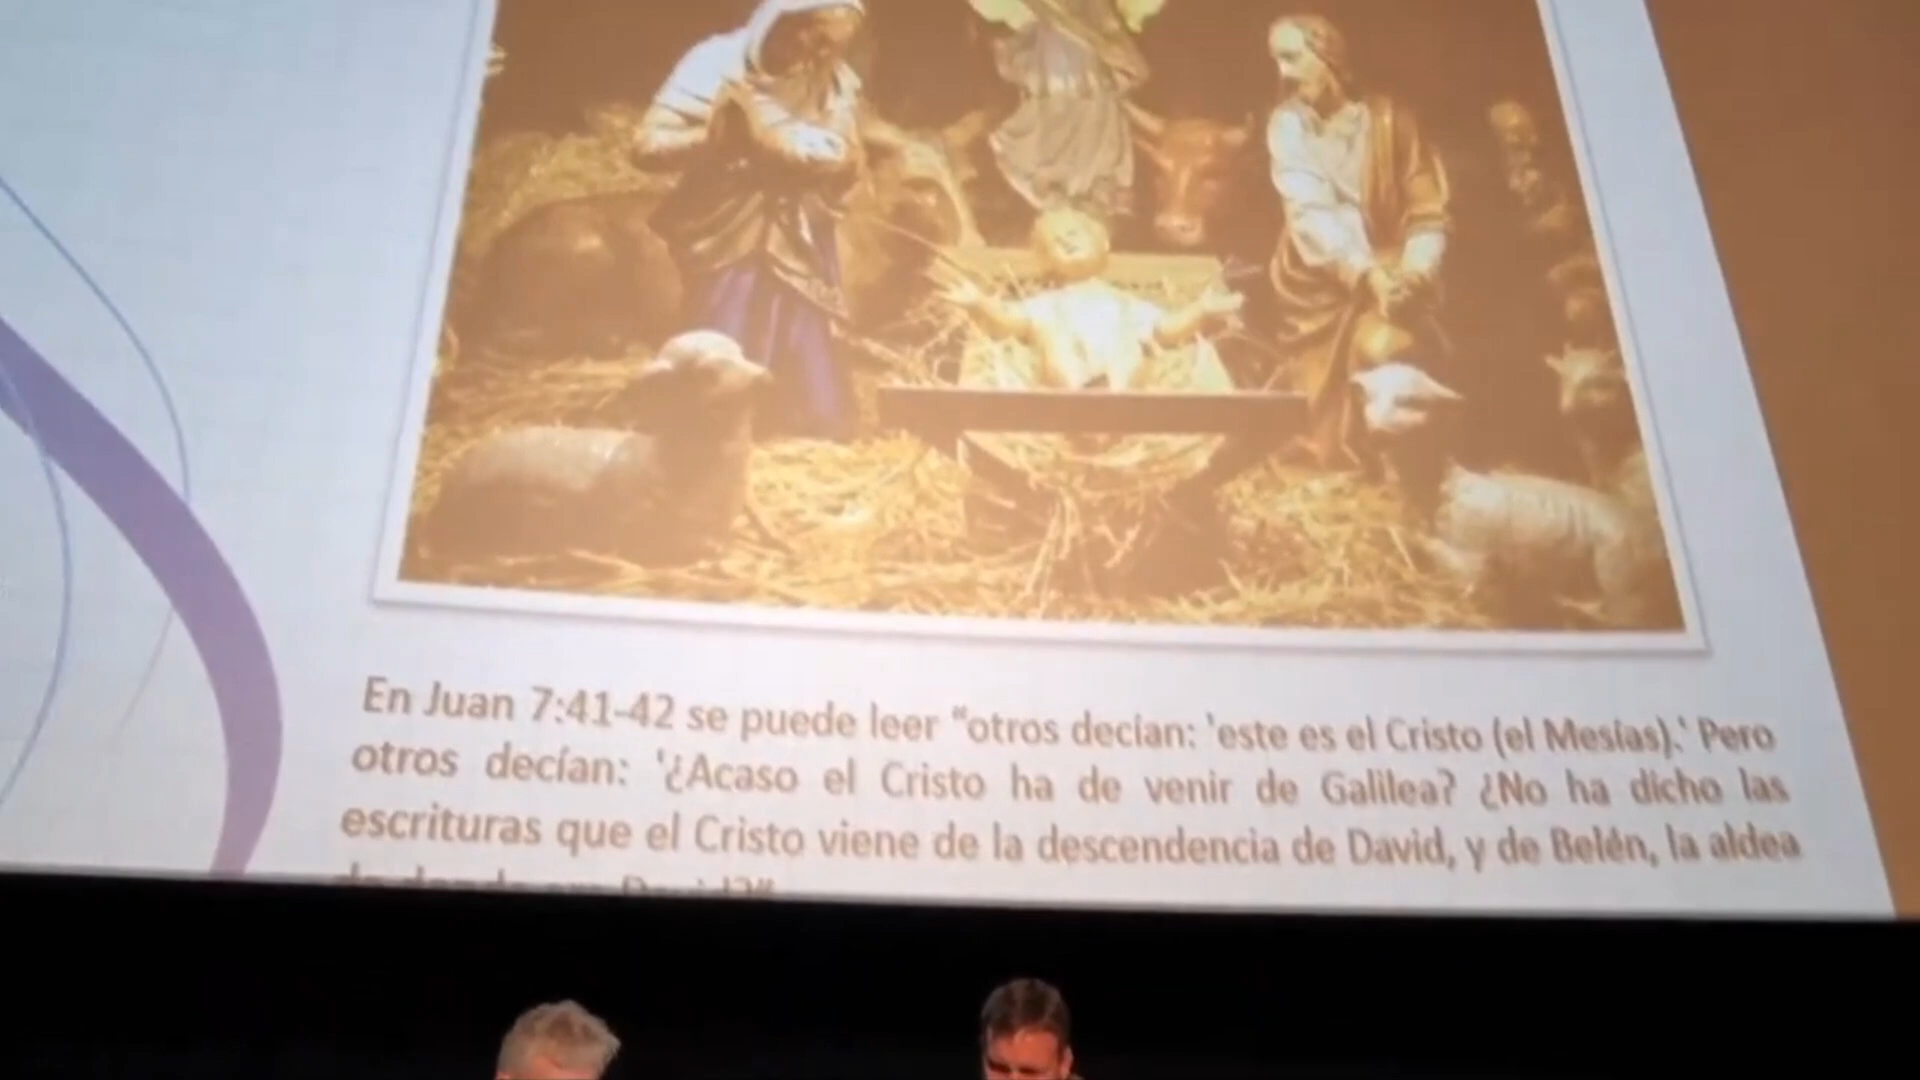 En Juan 7:41-42 se puede leer “otros decían: 'este es el Cristo (el Mesías).' Pero
otros decían: '¿Acaso el Cristo ha de venir de Galilea? ¿No ha dicho las
escrituras que el Cristo viene de la descendencia de David, y de Belén, la aldea